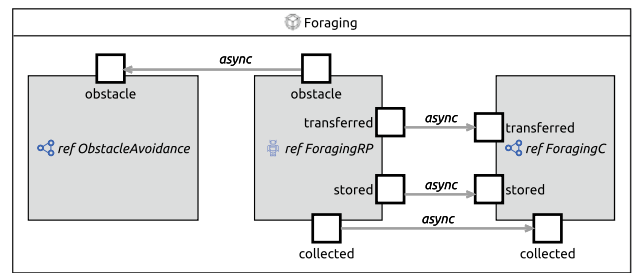 Foraging
async
obstacle
obstacle
transferred
async
transferred
ref ObstacleAvoidance
ref ForagingRP
ref ForagingC
stored
async
stored
async
collected
collected